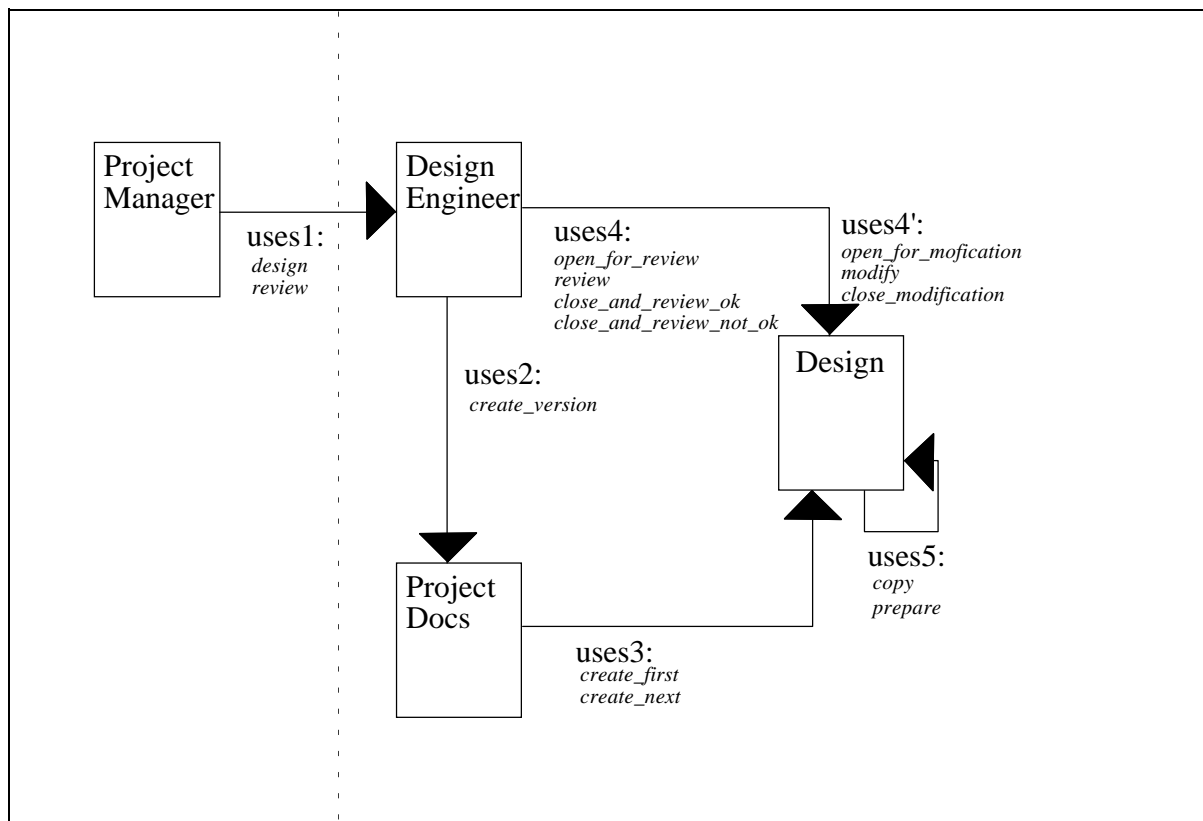 Project
Manager
Design
Engineer
uses1:
design
review
uses4:
open_for_review
review
close_and_review_ok
close_and_review_not_ok
uses4':
open_for_mofication
modify
close_modification
Design
uses2:
create_version
uses5:
copy
prepare
Project
Docs
uses3:
create_first
create_next